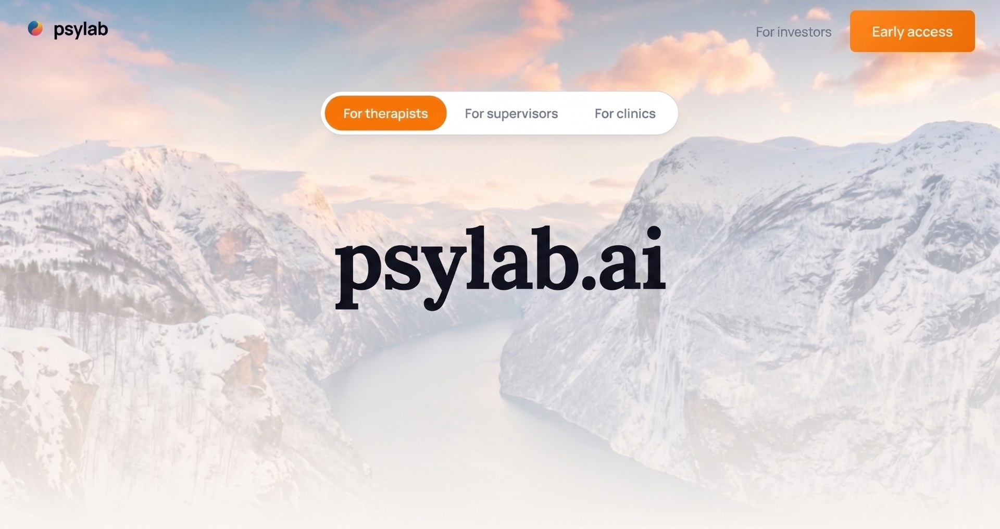 psylab
For investors
Early access
For therapists
For supervisors
For clinics
psylab.ai